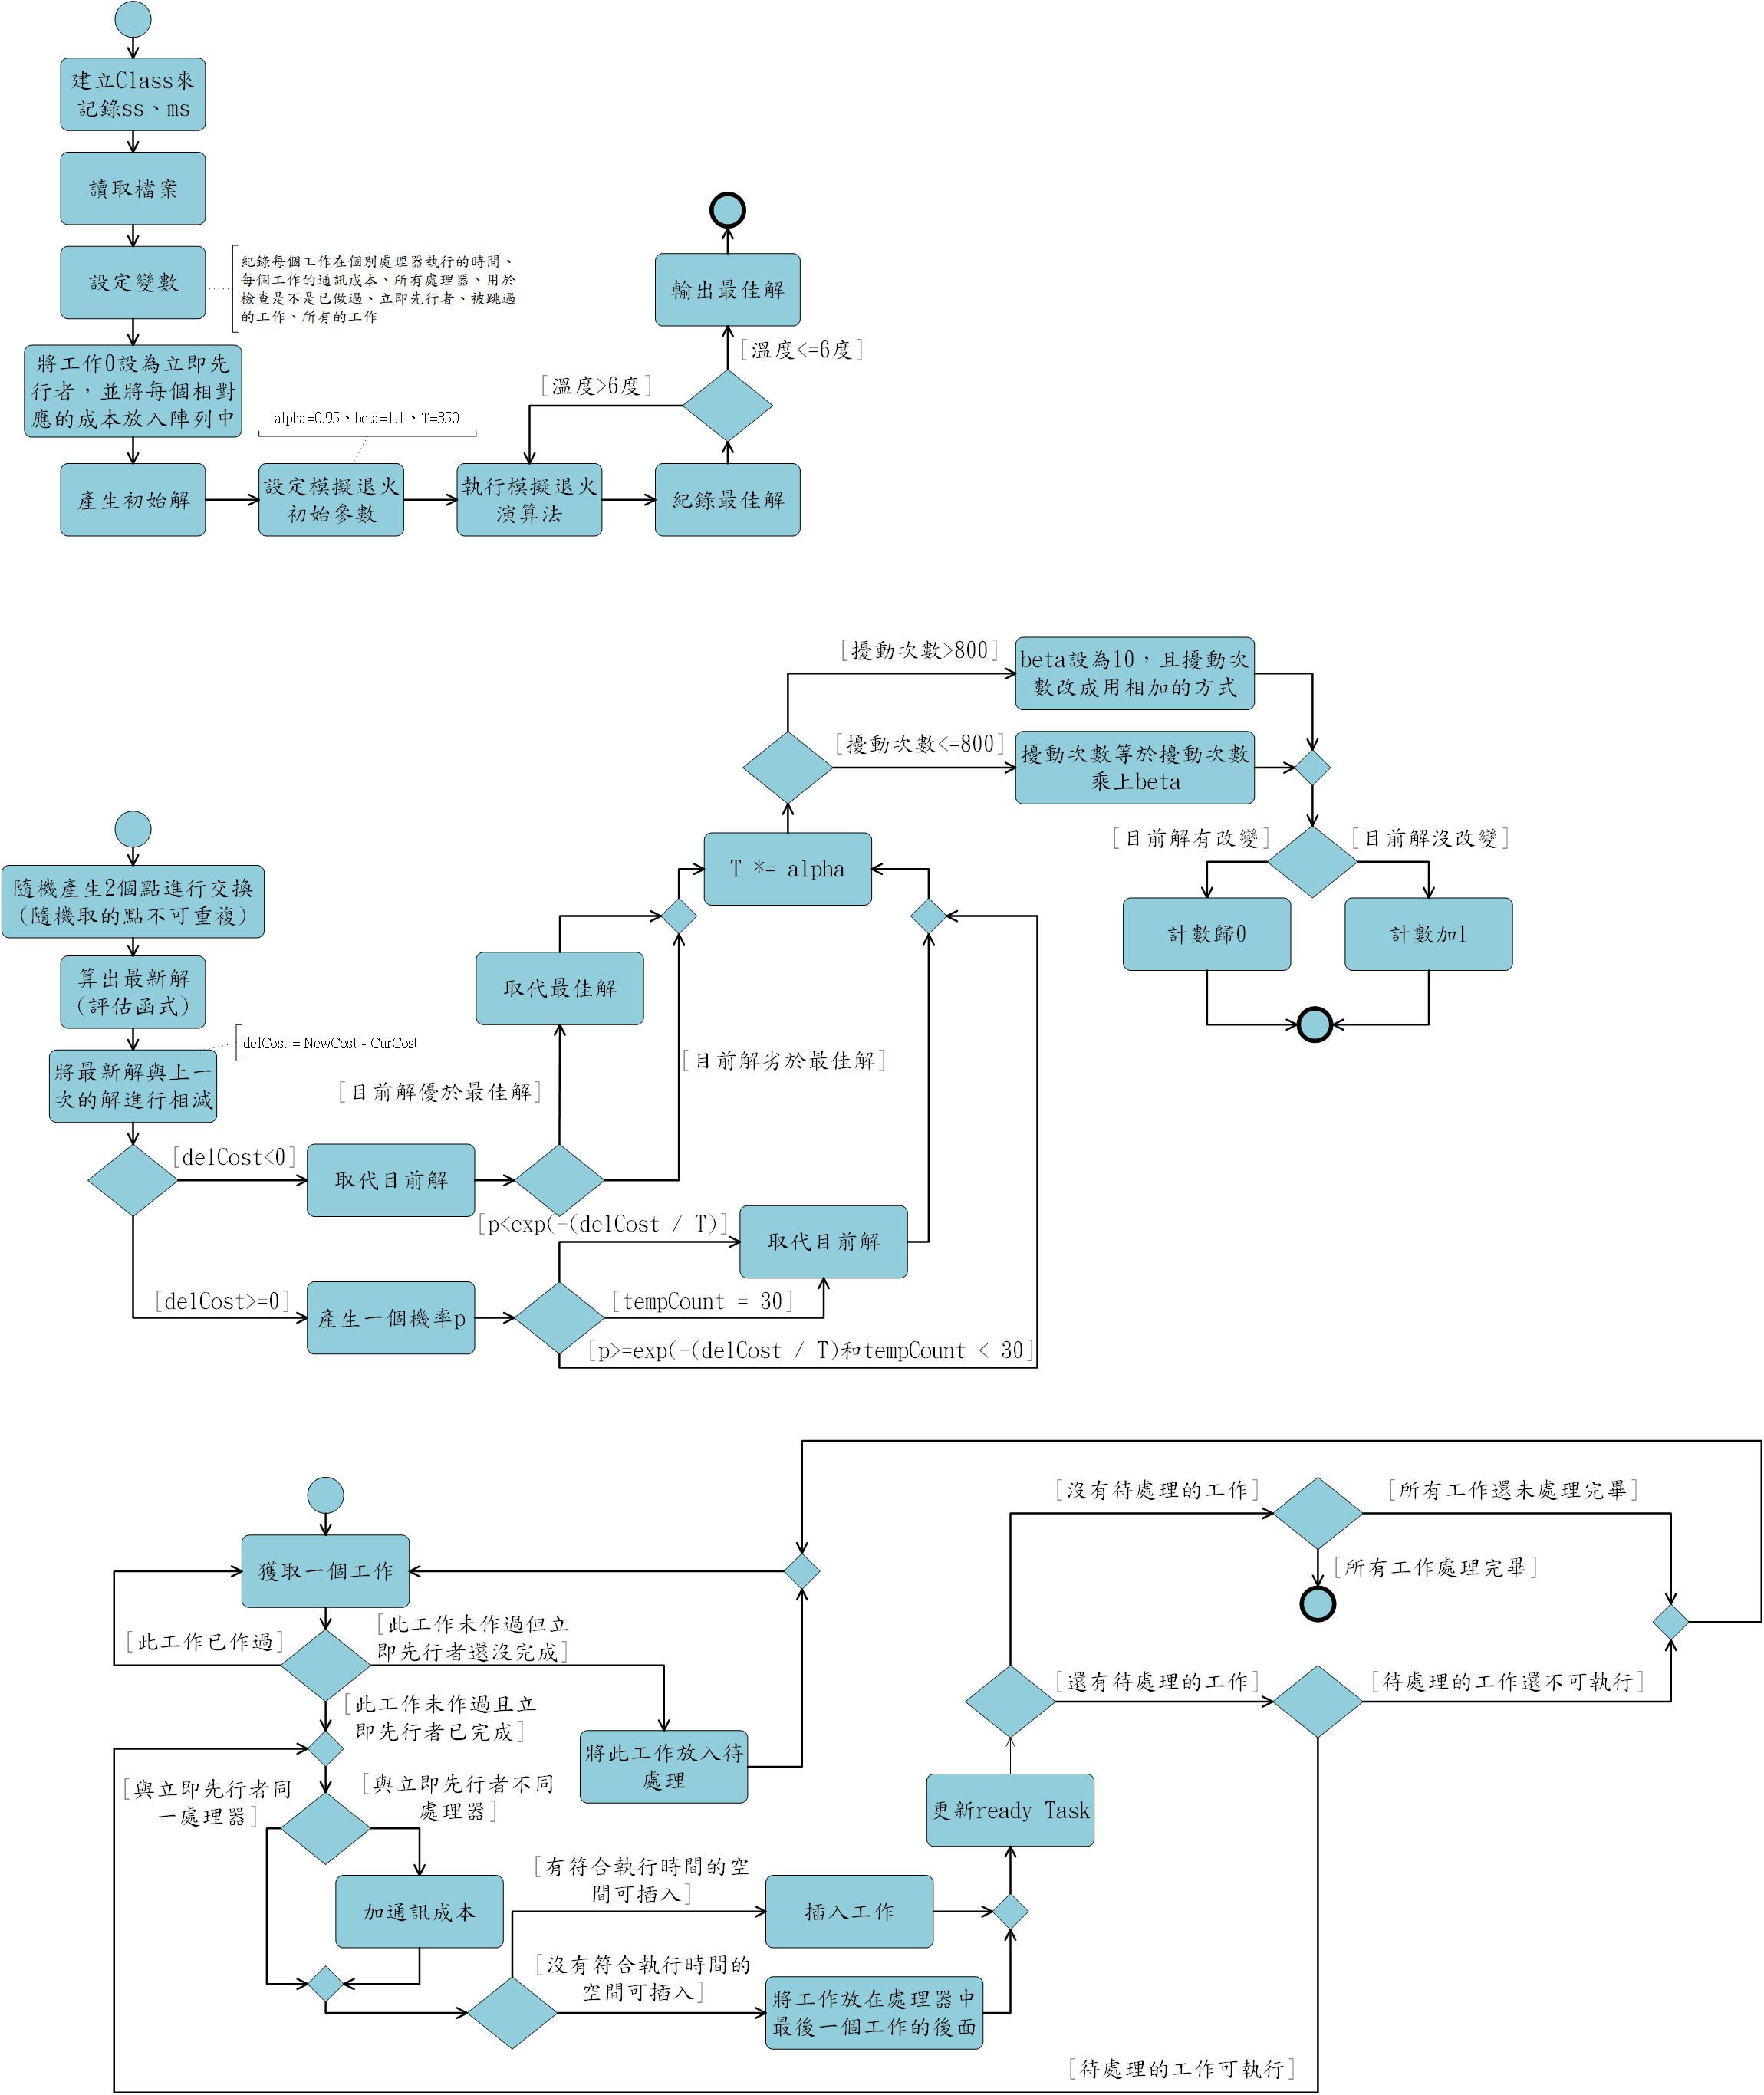 建立Class來
記錄ss、ms
讀取檔案
設定變數
紀錄每個工作在個別處理器執行的時間、
每個工作的通訊成本、所有處理器、用於
檢查是不是已做過、立即先行者、被跳過
的工作、所有的工作
將工作0設為立即先
行者，並將每個相對
應的成本放入陣列中
產生初始解
alpha=0.95、beta=1.1、T=350
設定模擬退火
初始參數
執行模擬退火
演算法
紀錄最佳解
[溫度>6度]
[溫度<=6度]
輸出最佳解
隨機產生2個點進行交換
(隨機取的點不可重複)
算出最新解
(評估函式)
delCost = NewCost - CurCost
將最新解與上一
次的解進行相減
[delCost<0]
取代目前解
[目前解優於最佳解]
[目前解劣於最佳解]
取代最佳解
[delCost>=0]
產生一個機率p
[p<exp(-(delCost / T)]
[tempCount = 30]
[p>=exp(-(delCost / T)和tempCount < 30]
取代目前解
T *= alpha
[擾動次數>800]
beta設為10，且擾動次
數改成用相加的方式
[擾動次數<=800]
擾動次數等於擾動次數
乘上beta
[目前解有改變]
[目前解沒改變]
計數歸0
計數加1
獲取一個工作
[此工作已作過]
[此工作未作過但立
即先行者還沒完成]
[此工作未作過且立
即先行者已完成]
將此工作放入待
處理
[與立即先行者同
一處理器]
[與立即先行者不同
處理器]
加通訊成本
[有符合執行時間的空
間可插入]
插入工作
[沒有符合執行時間的
空間可插入]
將工作放在處理器中
最後一個工作的後面
更新ready Task
[沒有待處理的工作]
[所有工作還未處理完畢]
[所有工作處理完畢]
[還有待處理的工作]
[待處理的工作還不可執行]
[待處理的工作可執行]